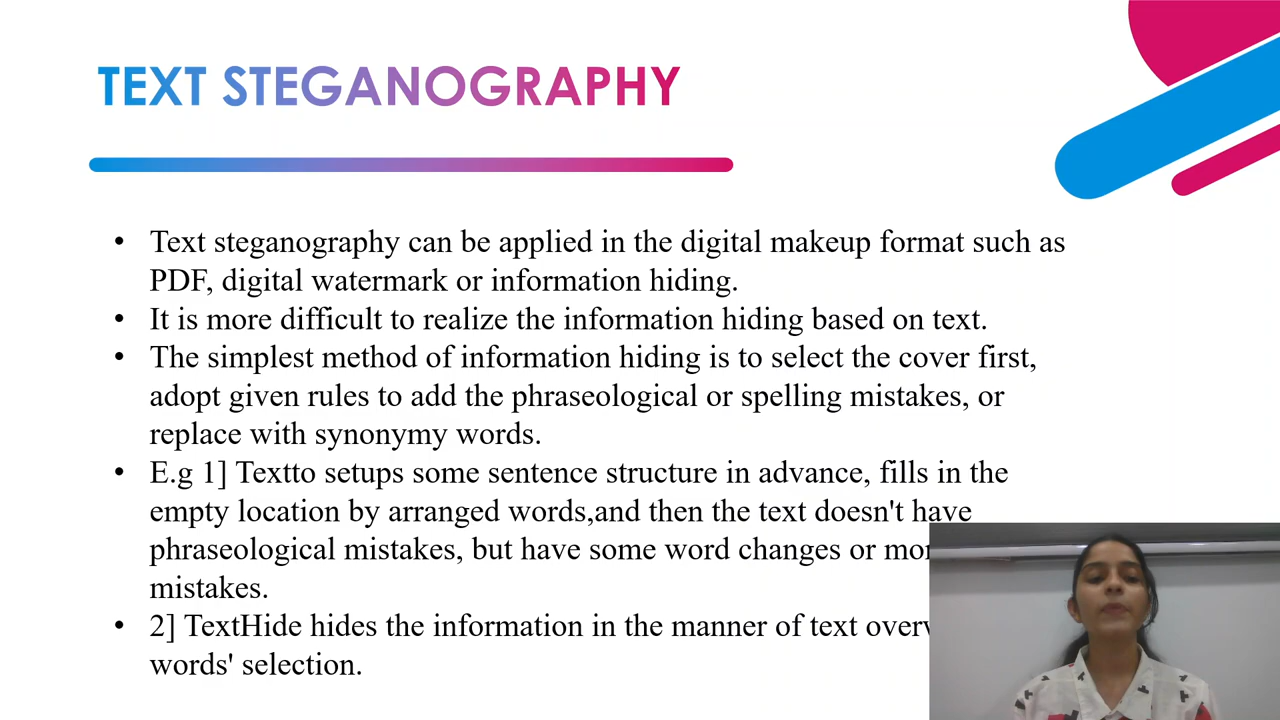 TEXT STEGANOGRAPHY
• Text steganography can be applied in the digital makeup format such as
PDF, digital watermark or information hiding.
• It is more difficult to realize the information hiding based on text.
• The simplest method of information hiding is to select the cover first,
adopt given rules to add the phraseological or spelling mistakes, or
replace with synonymy words.
• E.g 1] Textto setups some sentence structure in advance, fills in the
empty location by arranged words,and then the text doesn't have
phraseological mistakes, but have some word changes or
mistakes.
• 2] TextHide hides the information in the manner of text
words' selection.